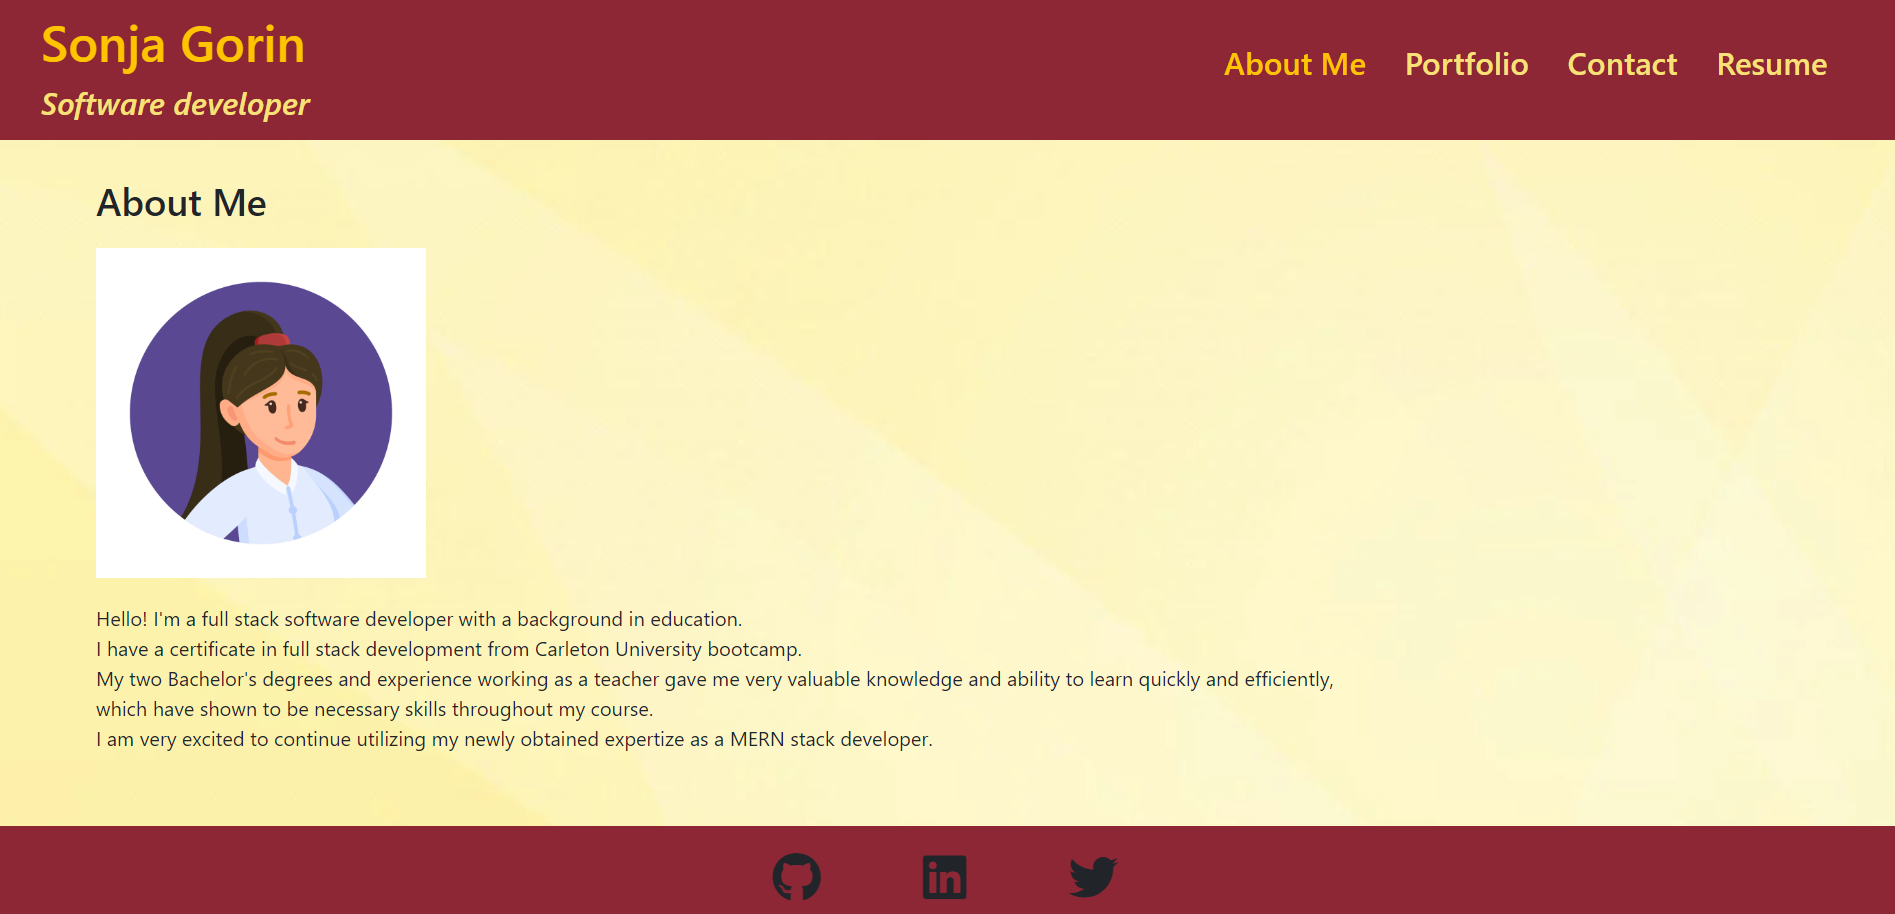 Sonja Gorin
Software developer
About Me Portfolio Contact Resume
About Me
Hello! I'm a full stack software developer with a background in education.
I have a certificate in full stack development from Carleton University bootcamp.
My two Bachelor's degrees and experience working as a teacher gave me very valuable knowledge and ability to learn quickly and efficiently,
which have shown to be necessary skills throughout my course.
I am very excited to continue utilizing my newly obtained expertize as a MERN stack developer.
in